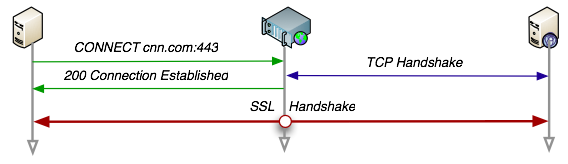 CONNECT cnn.com:443
TCP Handshake
200 Connection Established
SSL Handshake